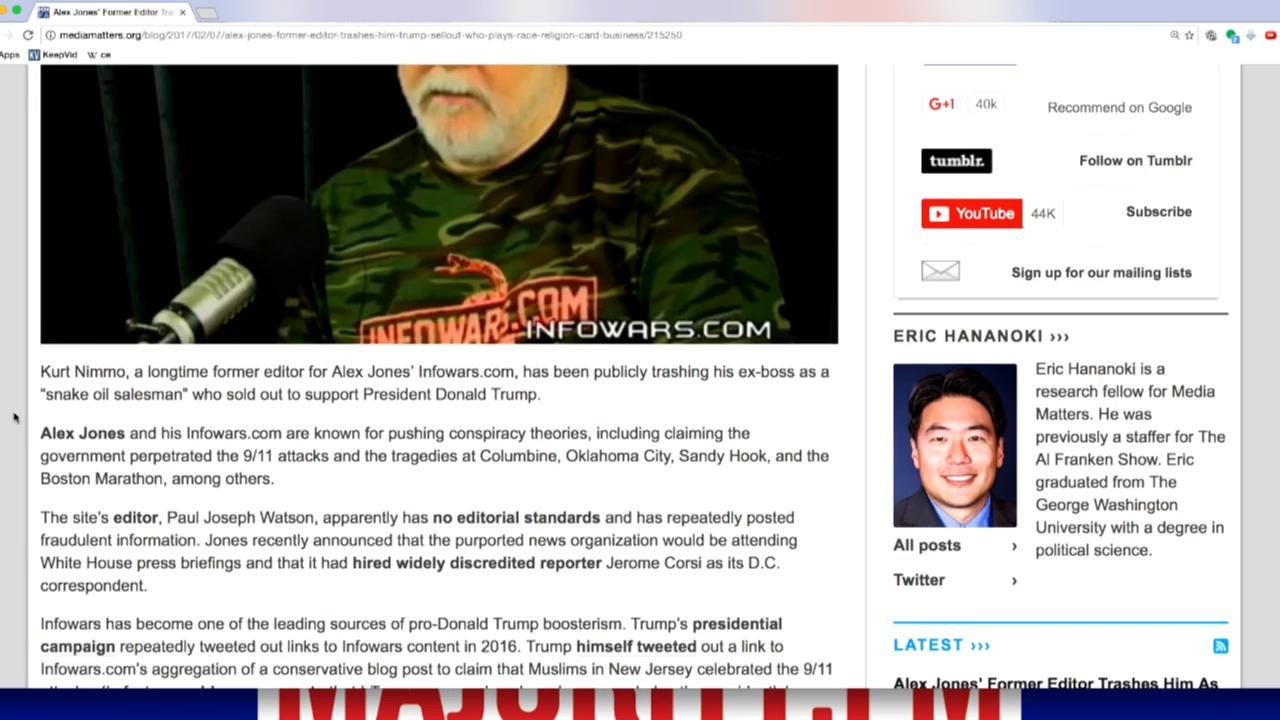 Alex Jones' Former Editor Tra
mediamatters.org/blog/2017/02/07/alex-jones-former-editor-trashes-him-trump-sellout-who-plays-race-religion-card-business/215250
Apps KeepVid W ce
INFOWARS.COM
INFOWARS.COM
Kurt Nimmo, a longtime former editor for Alex Jones' Infowars.com, has been publicly trashing his ex-boss as a
"snake oil salesman" who sold out to support President Donald Trump.
Alex Jones and his Infowars.com are known for pushing conspiracy theories, including claiming the
government perpetrated the 9/11 attacks and the tragedies at Columbine, Oklahoma City, Sandy Hook, and the
Boston Marathon, among others.
The site's editor, Paul Joseph Watson, apparently has no editorial standards and has repeatedly posted
fraudulent information. Jones recently announced that the purported news organization would be attending
White House press briefings and that it had hired widely discredited reporter Jerome Corsi as its D.C.
correspondent.
Infowars has become one of the leading sources of pro-Donald Trump boosterism. Trump's presidential
campaign repeatedly tweeted out links to Infowars content in 2016. Trump himself tweeted out a link to
Infowars.com's aggregation of a conservative blog post to claim that Muslims in New Jersey celebrated the 9/11
G+1 40k Recommend on Google
tumblr. Follow on Tumblr
YouTube 44K Subscribe
Sign up for our mailing lists
ERIC HANANOKI ›››
Eric Hananoki is a
research fellow for Media
Matters. He was
previously a staffer for The
Al Franken Show. Eric
graduated from The
George Washington
University with a degree in
political science.
All posts ›
Twitter ›
LATEST ›››
Alex Jones' Former Editor Trashes Him As
MAJORITY.FM